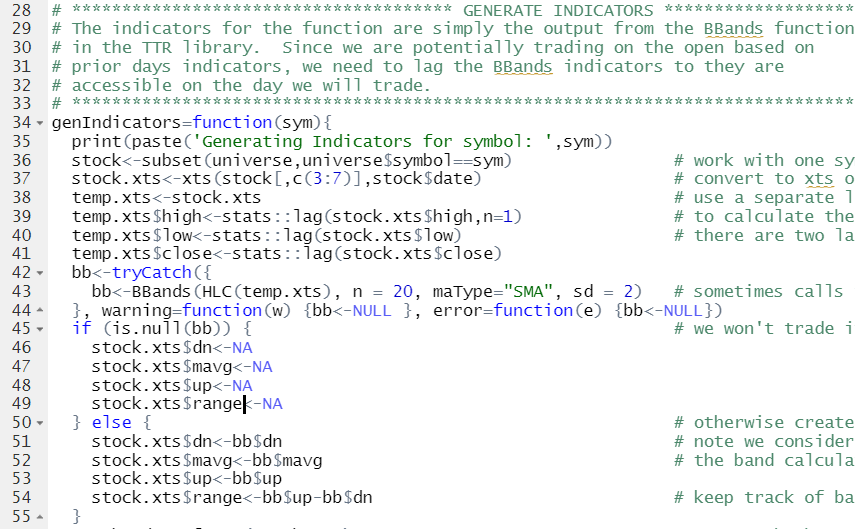 28 # ************************************** GENERATE INDICATORS *******************
29 # The indicators for the function are simply the output from the BBands function
30 # in the TTR library.  Since we are potentially trading on the open based on
31 # prior days indicators, we need to lag the BBands indicators to they are
32 # accessible on the day we will trade.
33 # ******************************************************************************
34 genIndicators=function(sym){
35   print(paste('Generating Indicators for symbol: ',sym))
36   stock<-subset(universe,universe$symbol==sym)                # work with one sy
37   stock.xts<-xts(stock[,c(3:7)],stock$date)                   # convert to xts o
38   temp.xts<-stock.xts                                         # use a separate l
39   temp.xts$high<-stats::lag(stock.xts$high,n=1)               # to calculate the
40   temp.xts$low<-stats::lag(stock.xts$low)                     # there are two la
41   temp.xts$close<-stats::lag(stock.xts$close)
42   bb<-tryCatch({
43     bb<-BBands(HLC(temp.xts), n = 20, maType="SMA", sd = 2)   # sometimes calls
44   }, warning=function(w) {bb<-NULL }, error=function(e) {bb<-NULL})
45   if (is.null(bb)) {                                          # we won't trade i
46     stock.xts$dn<-NA
47     stock.xts$mavg<-NA
48     stock.xts$up<-NA
49     stock.xts$range<-NA
50   } else {                                                    # otherwise create
51     stock.xts$dn<-bb$dn                                       # note we consider
52     stock.xts$mavg<-bb$mavg                                   # the band calcula
53     stock.xts$up<-bb$up
54     stock.xts$range<-bb$up-bb$dn                              # keep track of ba
55   }